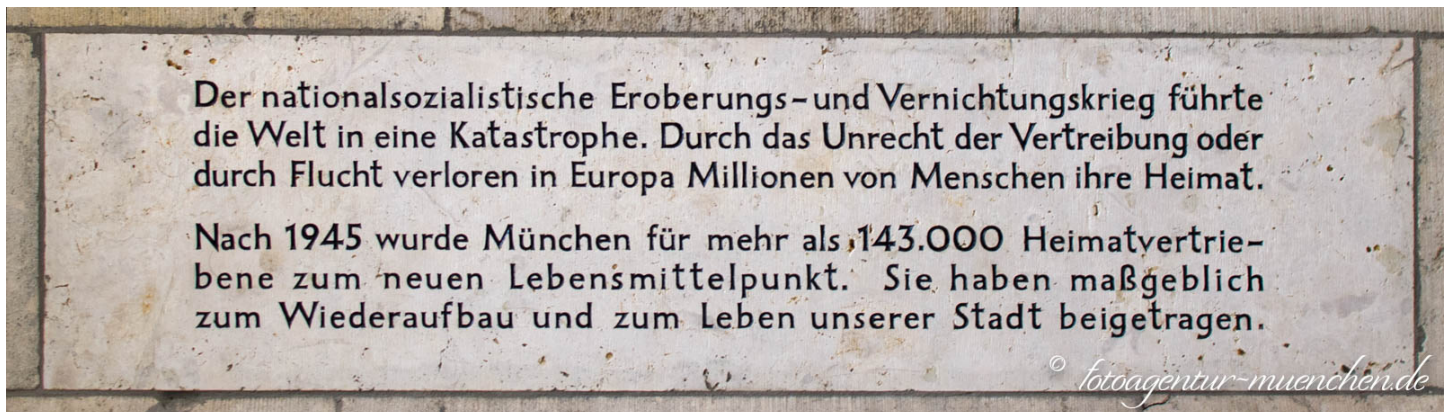 Der nationalsozialistische Eroberungs-und Vernichtungskrieg führte
die Welt in eine Katastrophe. Durch das Unrecht der Vertreibung oder
durch Flucht verloren in Europa Millionen von Menschen ihre Heimat.
Nach 1945 wurde München für mehr als 143.000 Heimatvertrie-
bene zum neuen Lebensmittelpunkt. Sie haben maßgeblich
zum Wiederaufbau und zum Leben unserer Stadt beigetragen.
© fotoagentur-muenchen.de